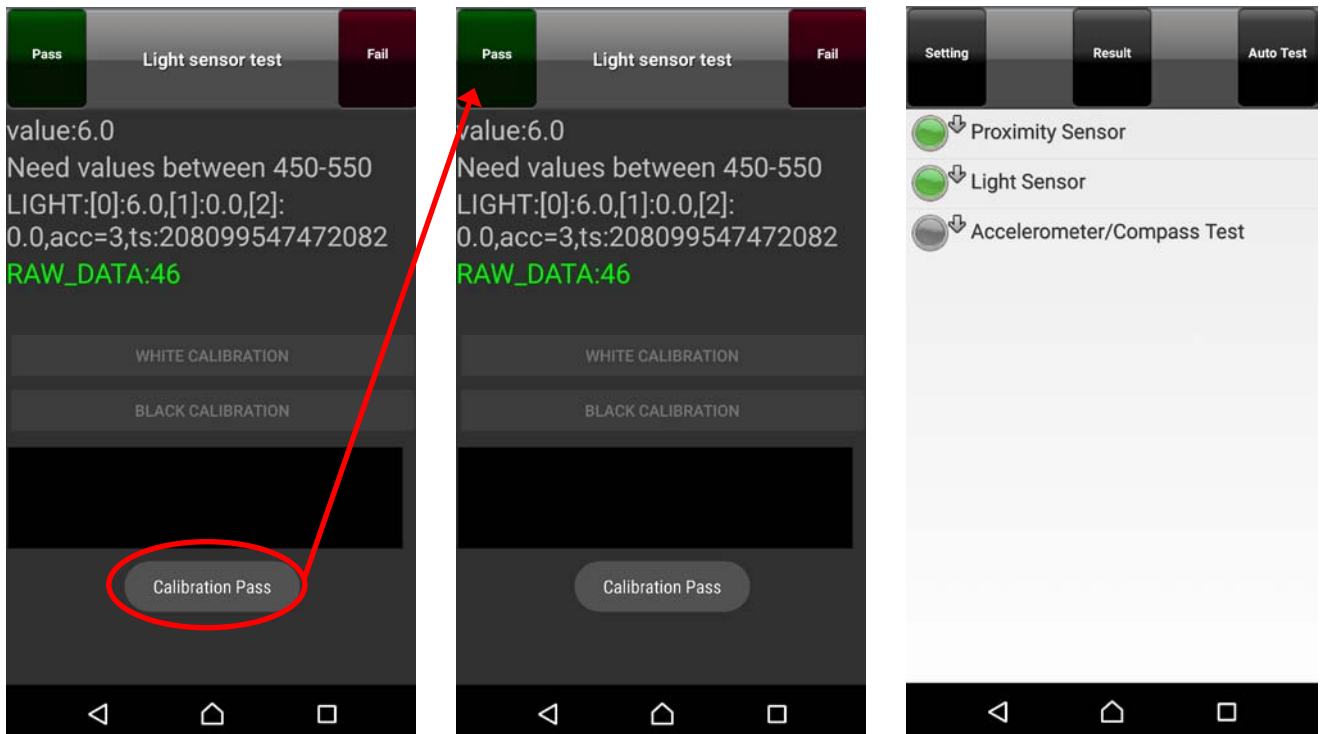 Pass
Light sensor test
Fail
value:6.0
Need values between 450-550
LIGHT:[0]:6.0,[1]:0.0,[2]:
0.0,acc=3,ts:208099547472082
RAW_DATA:46
WHITE CALIBRATION
BLACK CALIBRATION
Calibration Pass
Pass
Light sensor test
Fail
value:6.0
Need values between 450-550
LIGHT:[0]:6.0,[1]:0.0,[2]:
0.0,acc=3,ts:208099547472082
RAW_DATA:46
WHITE CALIBRATION
BLACK CALIBRATION
Calibration Pass
Setting
Result
Auto Test
Proximity Sensor
Light Sensor
Accelerometer/Compass Test